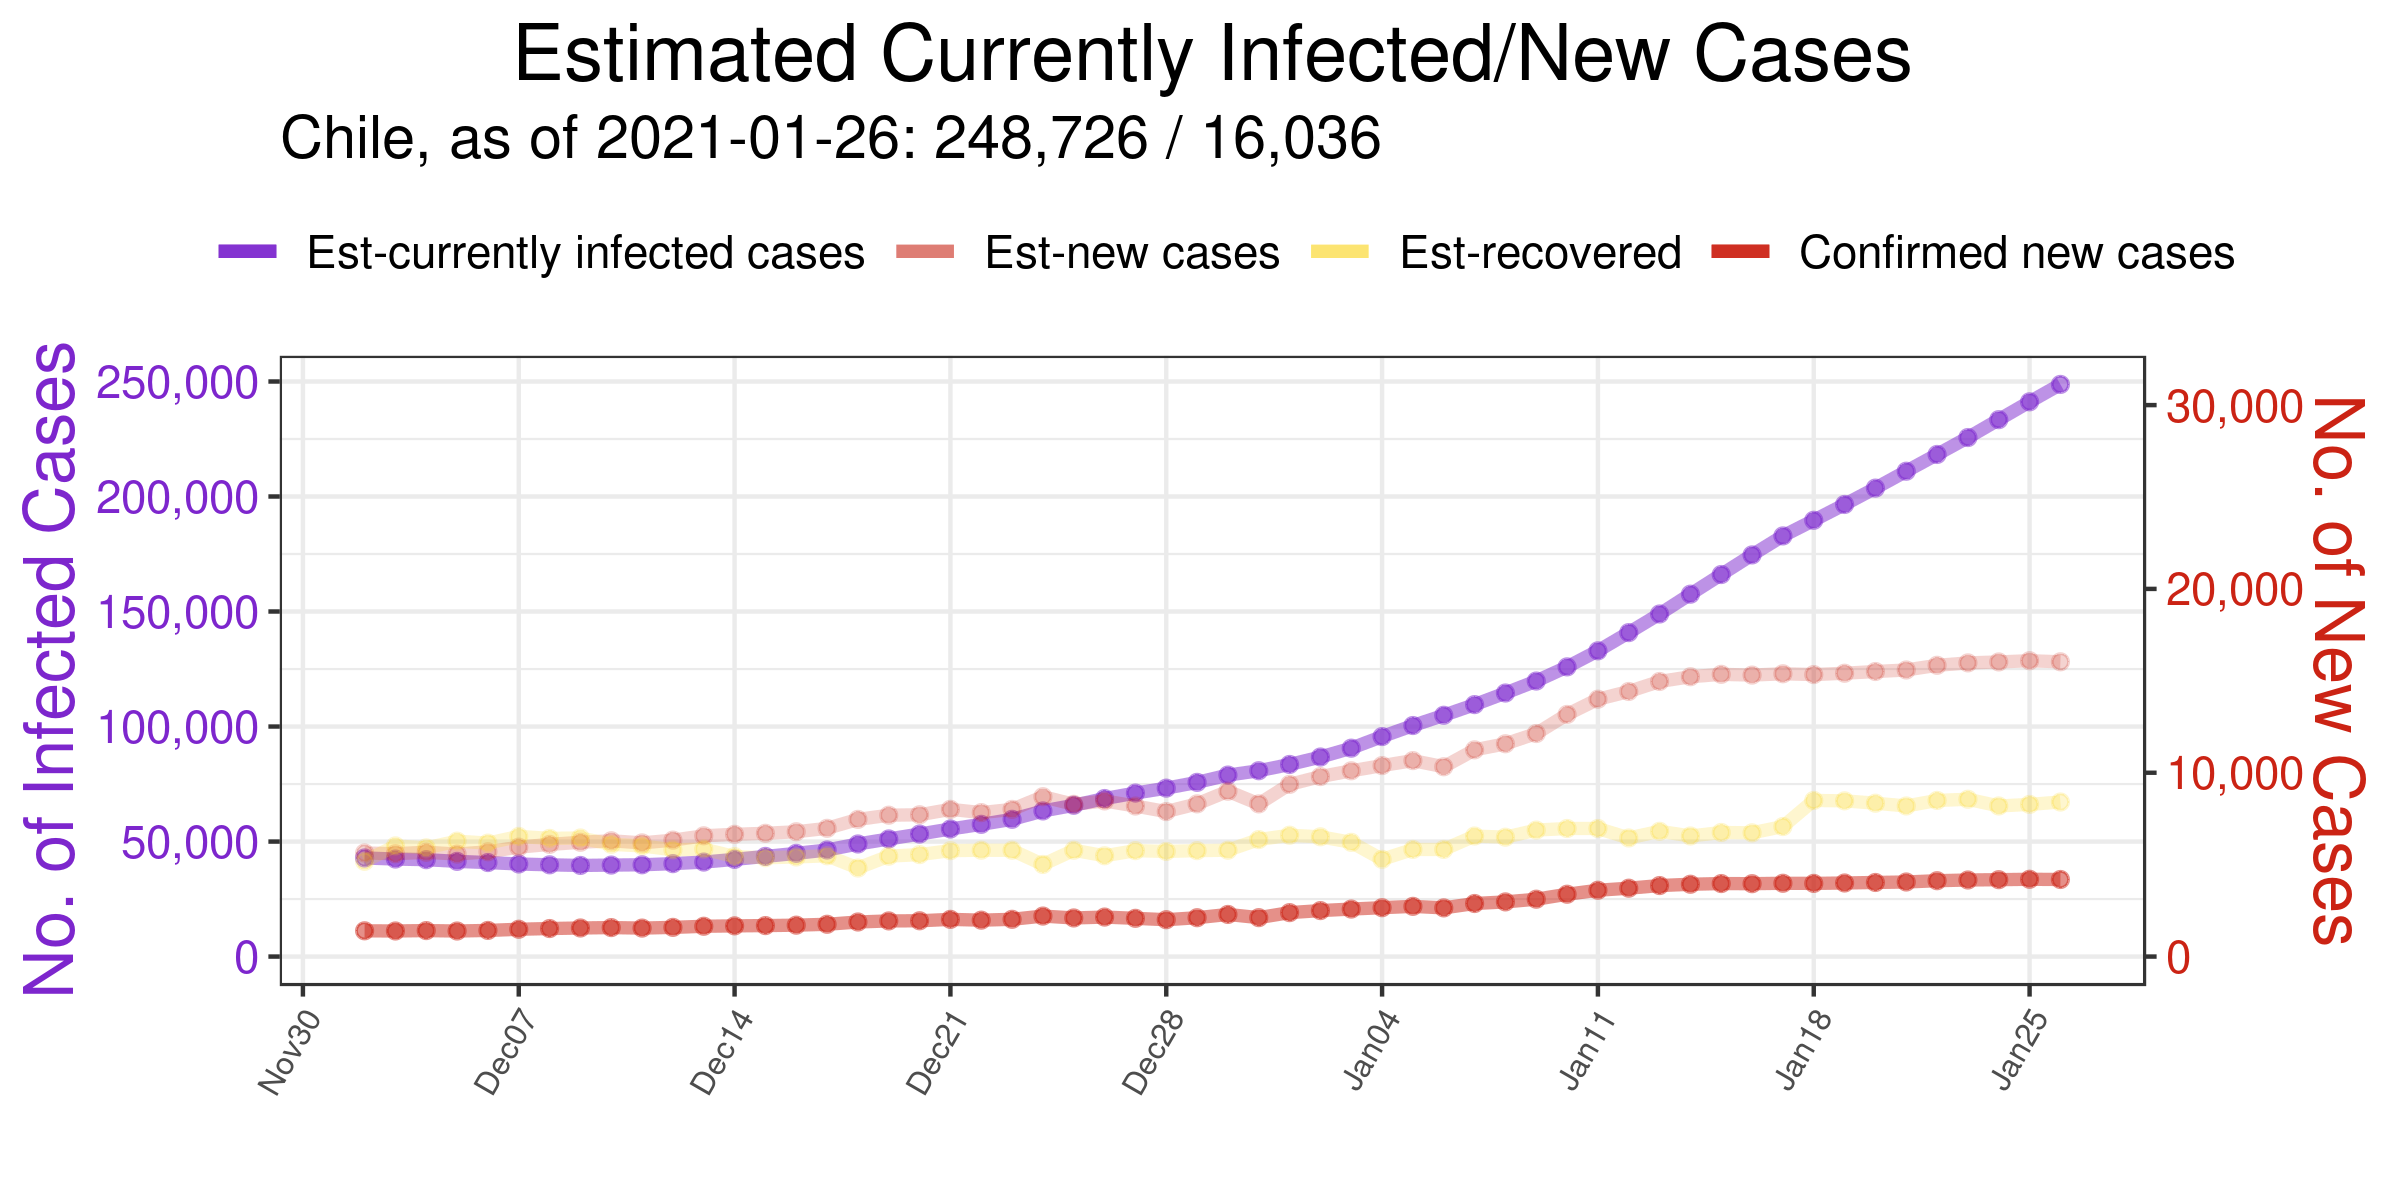 Estimated Currently Infected/New Cases
Chile, as of 2021-01-26: 248,726 / 16,036
Est-currently infected cases Est-new cases Est-recovered Confirmed new cases
No. of Infected Cases
250,000
200,000
150,000
100,000
50,000
0
30,000
20,000
10,000
0
No. of New Cases
Nov30 Dec07 Dec14 Dec21 Dec28 Jan04 Jan11 Jan18 Jan25